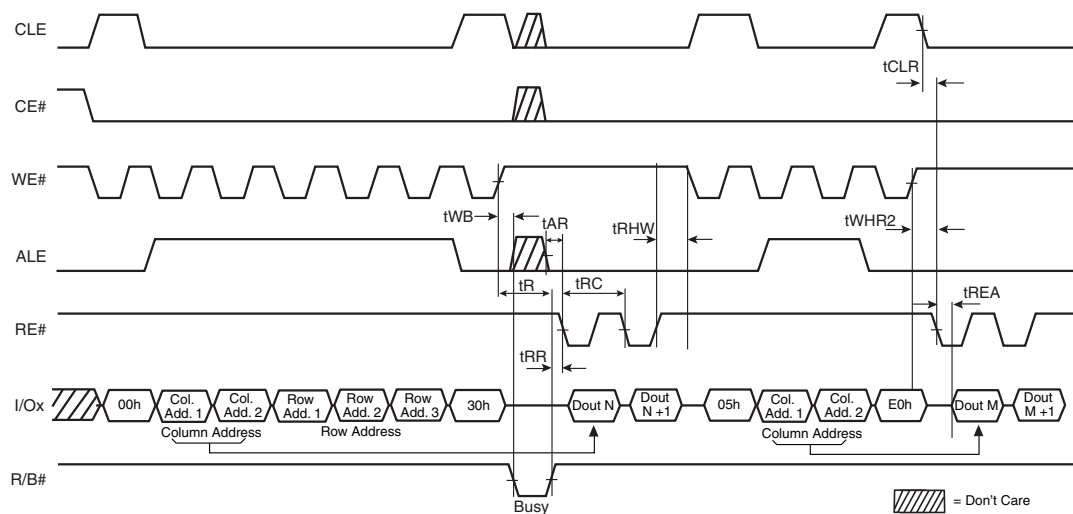 CLE
tCLR
CE#
WE#
tWB
tAR
tRHW
tWHR2
ALE
tR
tRC
tREA
RE#
tRR
I/Ox
00h
Col. Add. 1
Col. Add. 2
Row Add. 1
Row Add. 2
Row Add. 3
30h
Dout N
Dout N +1
05h
Col. Add. 1
Col. Add. 2
E0h
Dout M
Dout M +1
Column Address
Row Address
Column Address
R/B#
Busy
= Don't Care